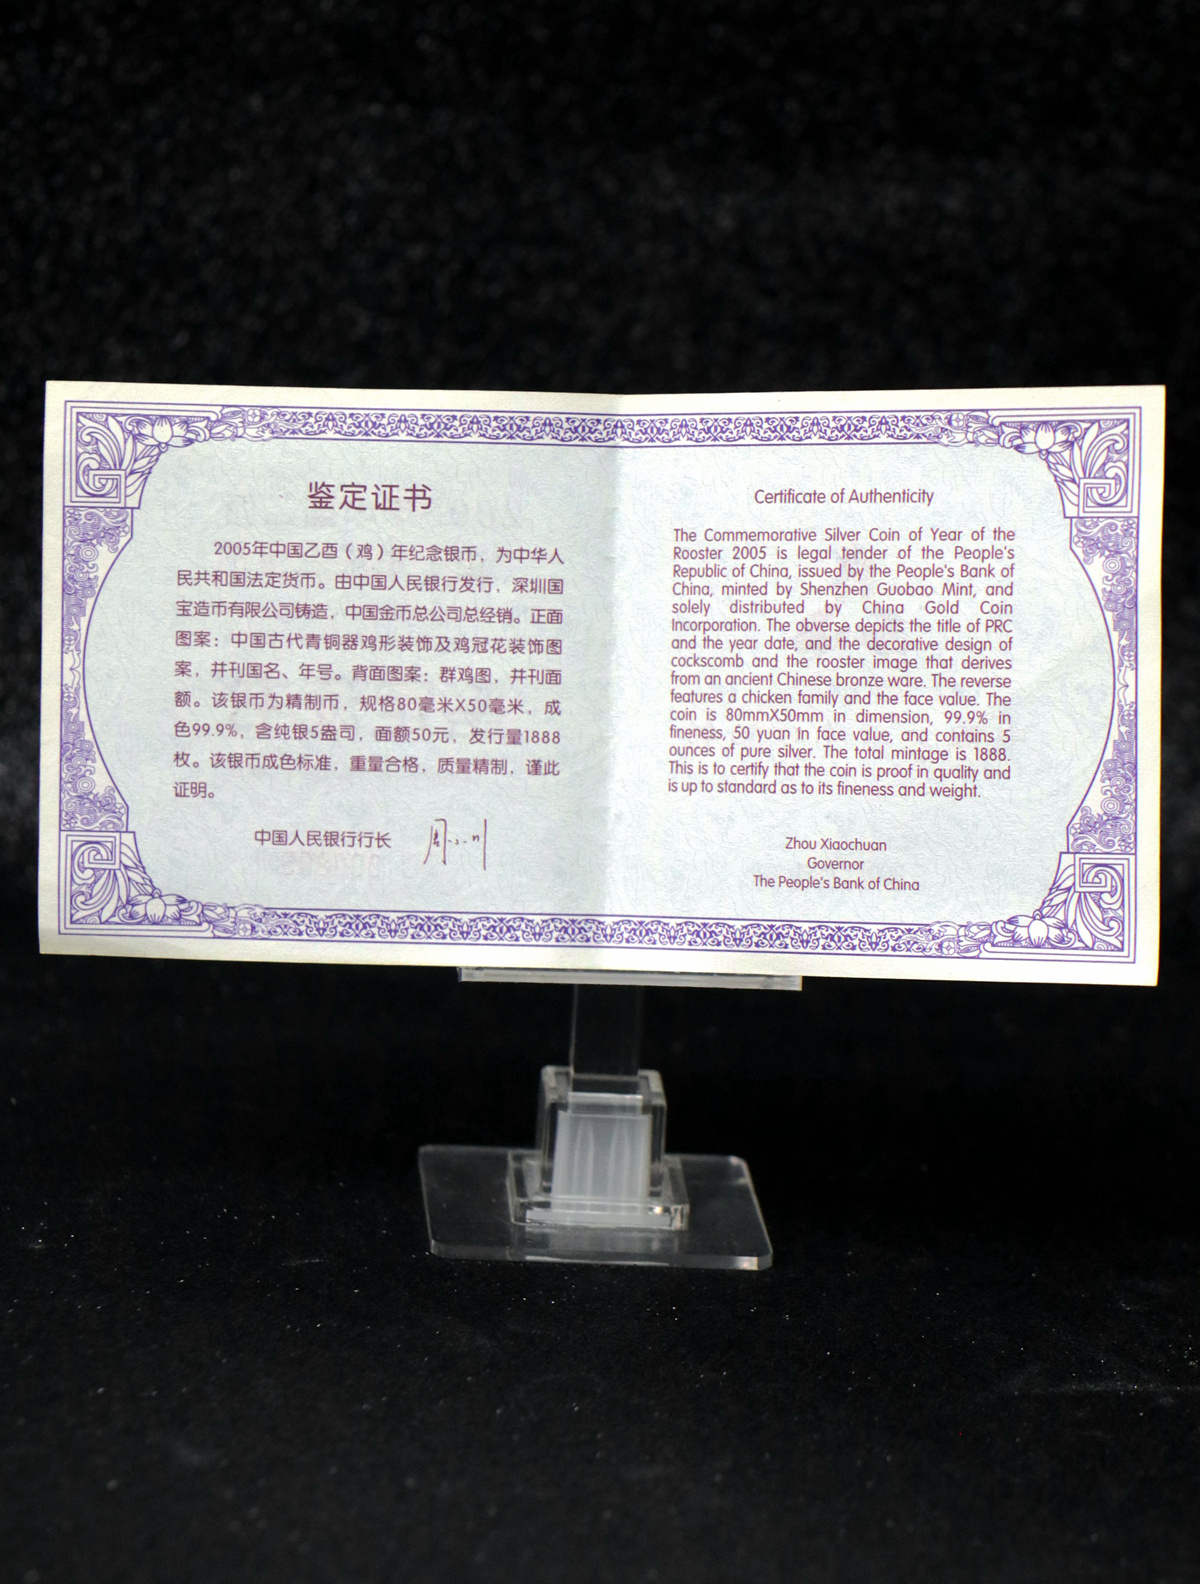 鉴定证书
2005年中国乙酉（鸡）年纪念银币，为中华人
民共和国法定货币。由中国人民银行发行，深圳国
宝造币有限公司铸造，中国金币总公司总经销。正面
图案：中国古代青铜器鸡形装饰及鸡冠花装饰图
案，并刊国名、年号。背面图案：群鸡图，并刊面
额。该银币为精制币，规格80毫米X50毫米，成
色99.9%，含纯银5盎司，面额50元，发行量1888
枚。该银币成色标准，重量合格，质量精制，谨此
证明。
中国人民银行行长 周小川
Certificate of Authenticity
The Commemorative Silver Coin of Year of the
Rooster 2005 is legal tender of the People's
Republic of China, issued by the People's Bank of
China, minted by Shenzhen Guobao Mint, and
solely distributed by China Gold Coin
Incorporation. The obverse depicts the title of PRC
and the year date, and the decorative design of
cockscomb and the rooster image that derives
from an ancient Chinese bronze ware. The reverse
features a chicken family and the face value. The
coin is 80mmX50mm in dimension, 99.9% in
fineness, 50 yuan in face value, and contains 5
ounces of pure silver. The total mintage is 1888.
This is to certify that the coin is proof in quality and
is up to standard as to its fineness and weight.
Zhou Xiaochuan
Governor
The People's Bank of China